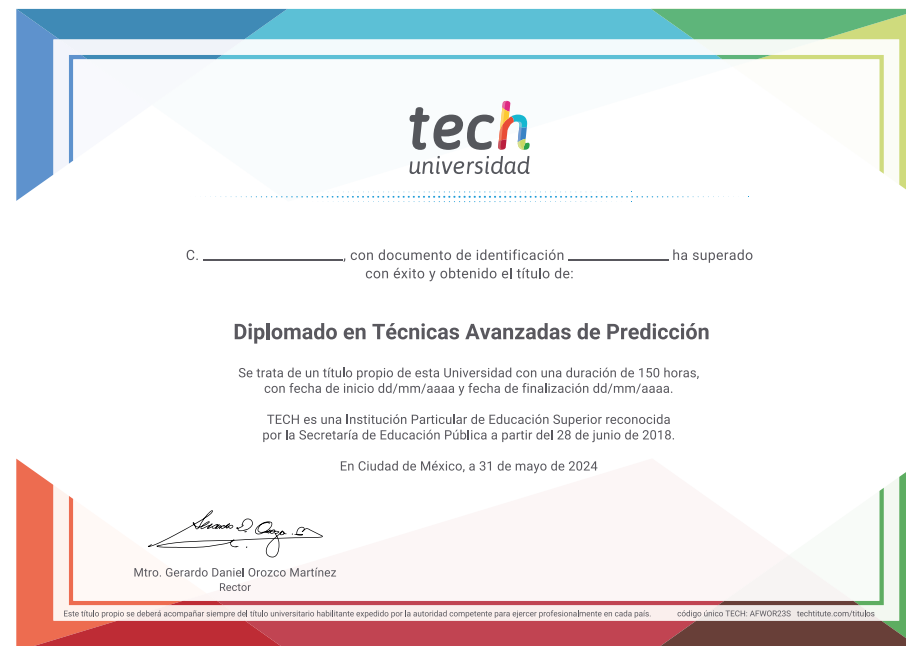 tech
universidad
C. ____________, con documento de identificación ____________ ha superado
con éxito y obtenido el título de:
Diplomado en Técnicas Avanzadas de Predicción
Se trata de un título propio de esta Universidad con una duración de 150 horas,
con fecha de inicio dd/mm/aaaa y fecha de finalización dd/mm/aaaa.
TECH es una Institución Particular de Educación Superior reconocida
por la Secretaría de Educación Pública a partir del 28 de junio de 2018.
En Ciudad de México, a 31 de mayo de 2024
Mtro. Gerardo Daniel Orozco Martínez
Rector
Este título propio se deberá acompañar siempre del título universitario habilitante expedido por la autoridad competente para ejercer profesionalmente en cada país. código único TECH: AFWOR23S techtitute.com/titulos